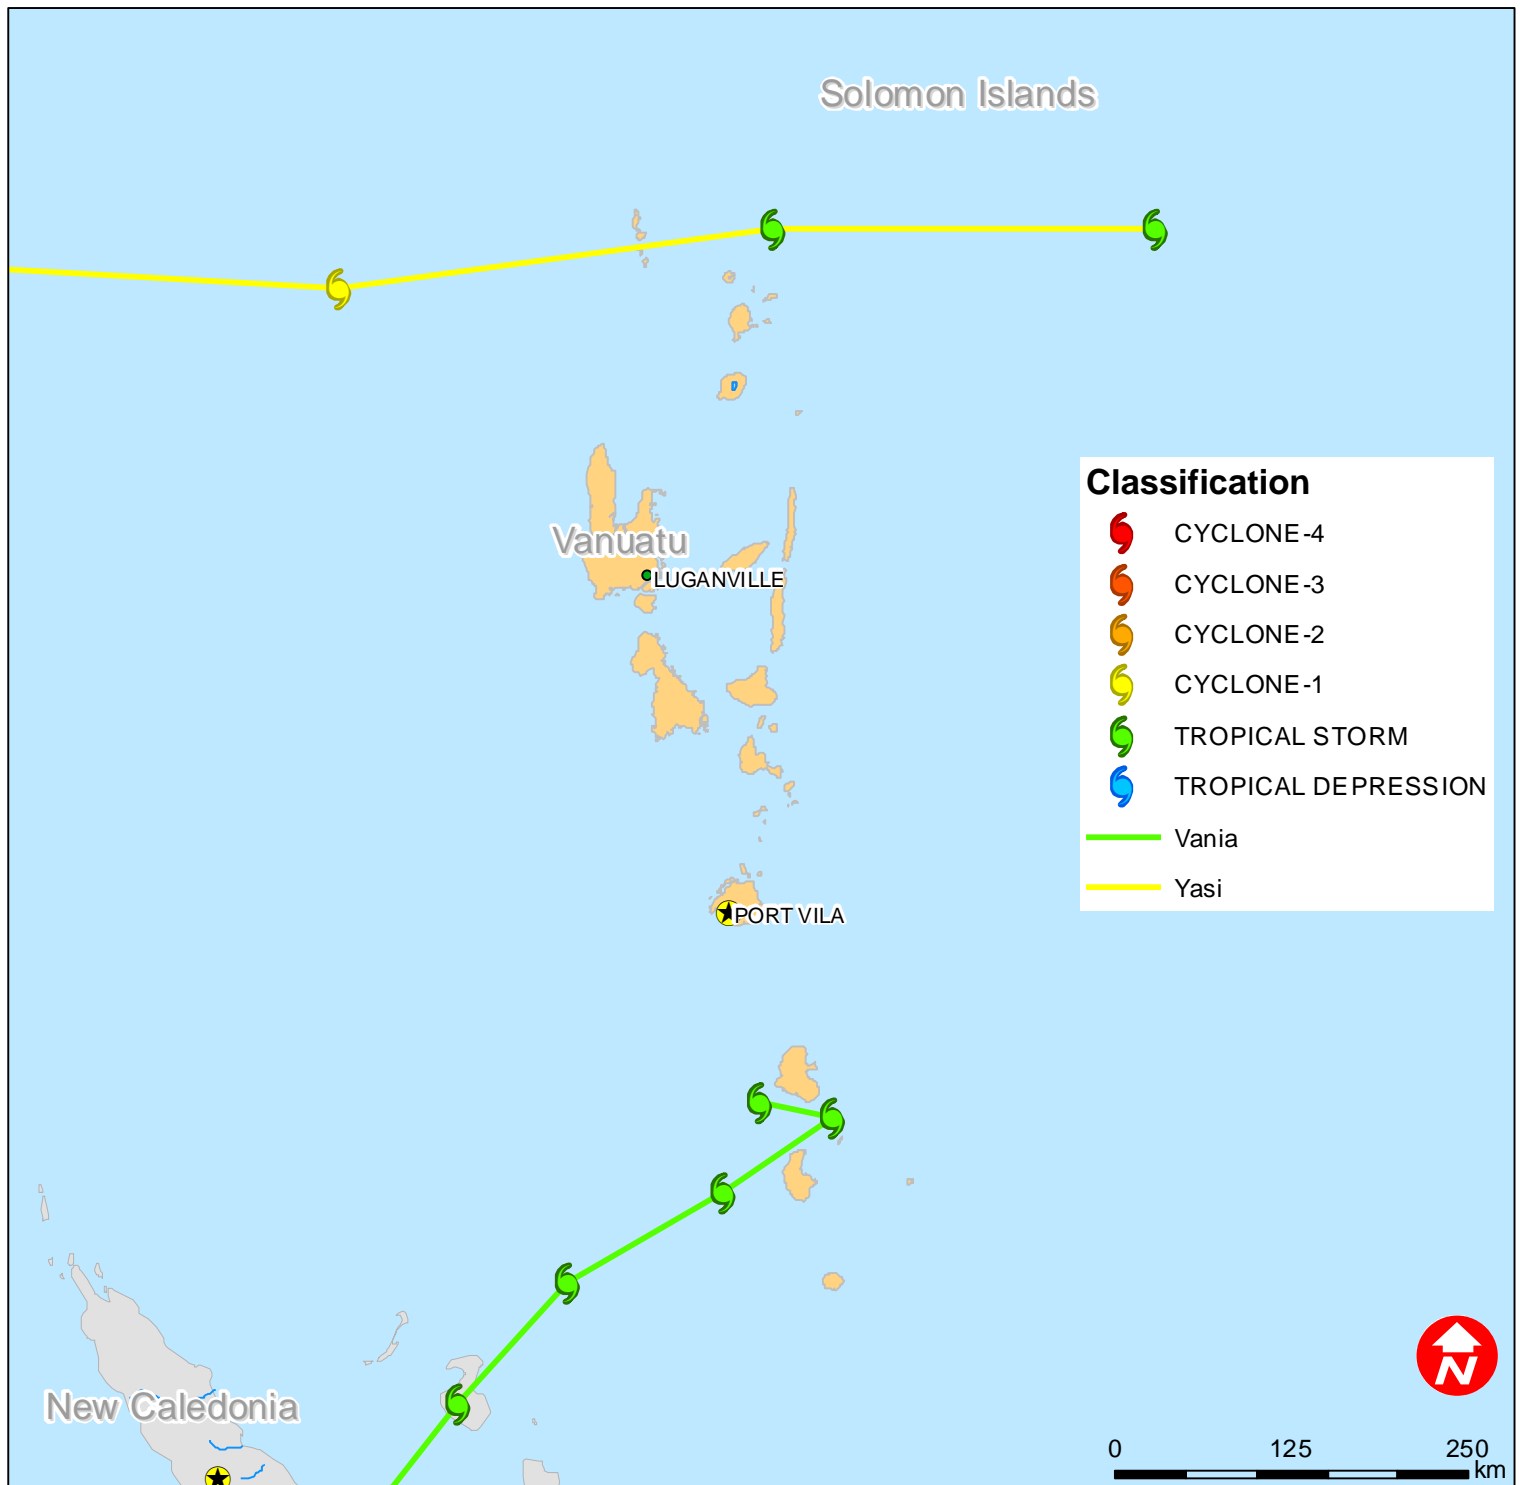 Solomon Islands
Classification
CYCLONE-4
CYCLONE-3
CYCLONE-2
CYCLONE-1
TROPICAL STORM
TROPICAL DEPRESSION
Vania
Yasi
Vanuatu
LUGANVILLE
PORT VILA
New Caledonia
N
0 125 250
km